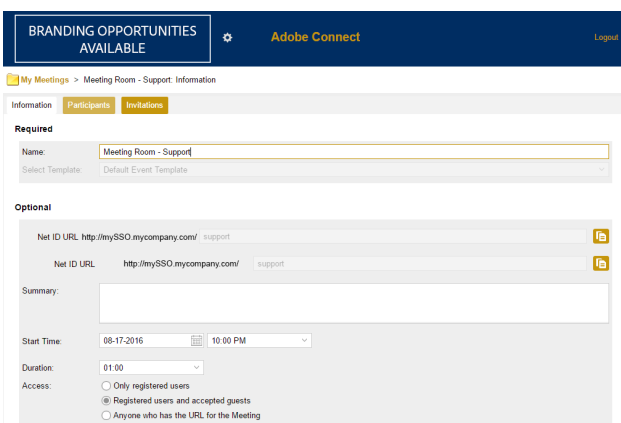 BRANDING OPPORTUNITIES
AVAILABLE
Adobe Connect
Logout
My Meetings > Meeting Room - Support: Information
Information Participants Invitations
Required
Name: Meeting Room - Support
Select Template: Default Event Template
Optional
Net ID URL http://mySSO.mycompany.com/ support
Net ID URL http://mySSO.mycompany.com/ support
Summary:
Start Time: 08-17-2016 10:00 PM
Duration: 01:00
Access: Only registered users
Registered users and accepted guests
Anyone who has the URL for the Meeting